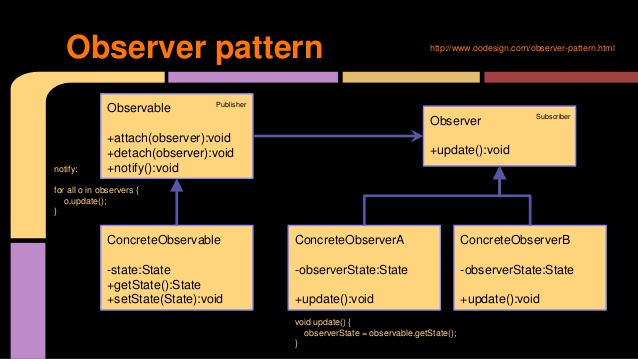 Observer pattern
http://www.oodesign.com/observer-pattern.html
Observable
Publisher
+attach(observer):void
+detach(observer):void
+notify():void
Observer
Subscriber
+update():void
notify:
for all o in observers {
o.update();
}
ConcreteObservable
-state:State
+getState():State
+setState(State):void
ConcreteObserverA
-observerState:State
+update():void
ConcreteObserverB
-observerState:State
+update():void
void update() {
observerState = observable.getState();
}